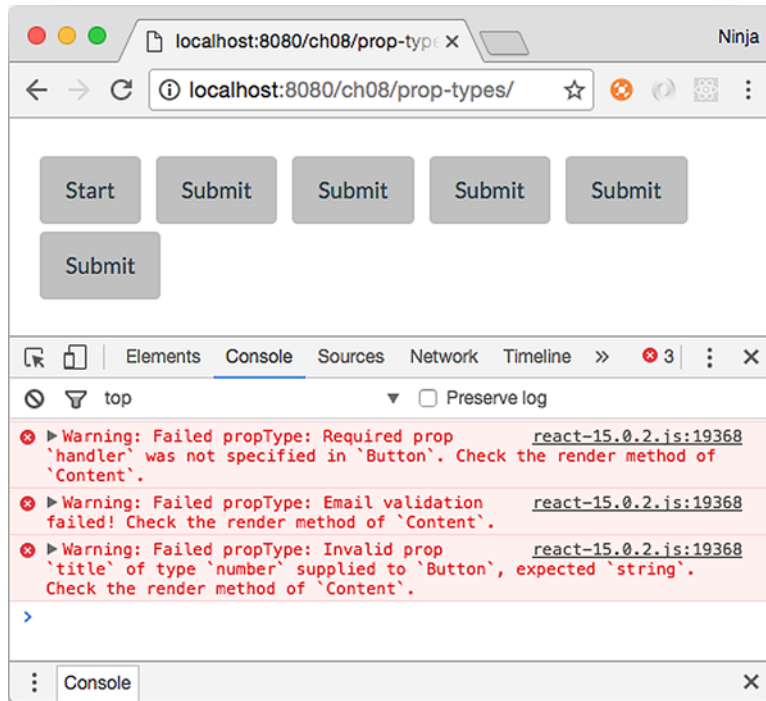 localhost:8080/ch08/prop-type
Ninja
localhost:8080/ch08/prop-types/
Start Submit Submit Submit Submit
Submit
Elements Console Sources Network Timeline » 3
top Preserve log
Warning: Failed propType: Required prop react-15.0.2.js:19368
`handler` was not specified in `Button`. Check the render method of
`Content`.
Warning: Failed propType: Email validation react-15.0.2.js:19368
failed! Check the render method of `Content`.
Warning: Failed propType: Invalid prop react-15.0.2.js:19368
`title` of type `number` supplied to `Button`, expected `string`.
Check the render method of `Content`.
>
Console